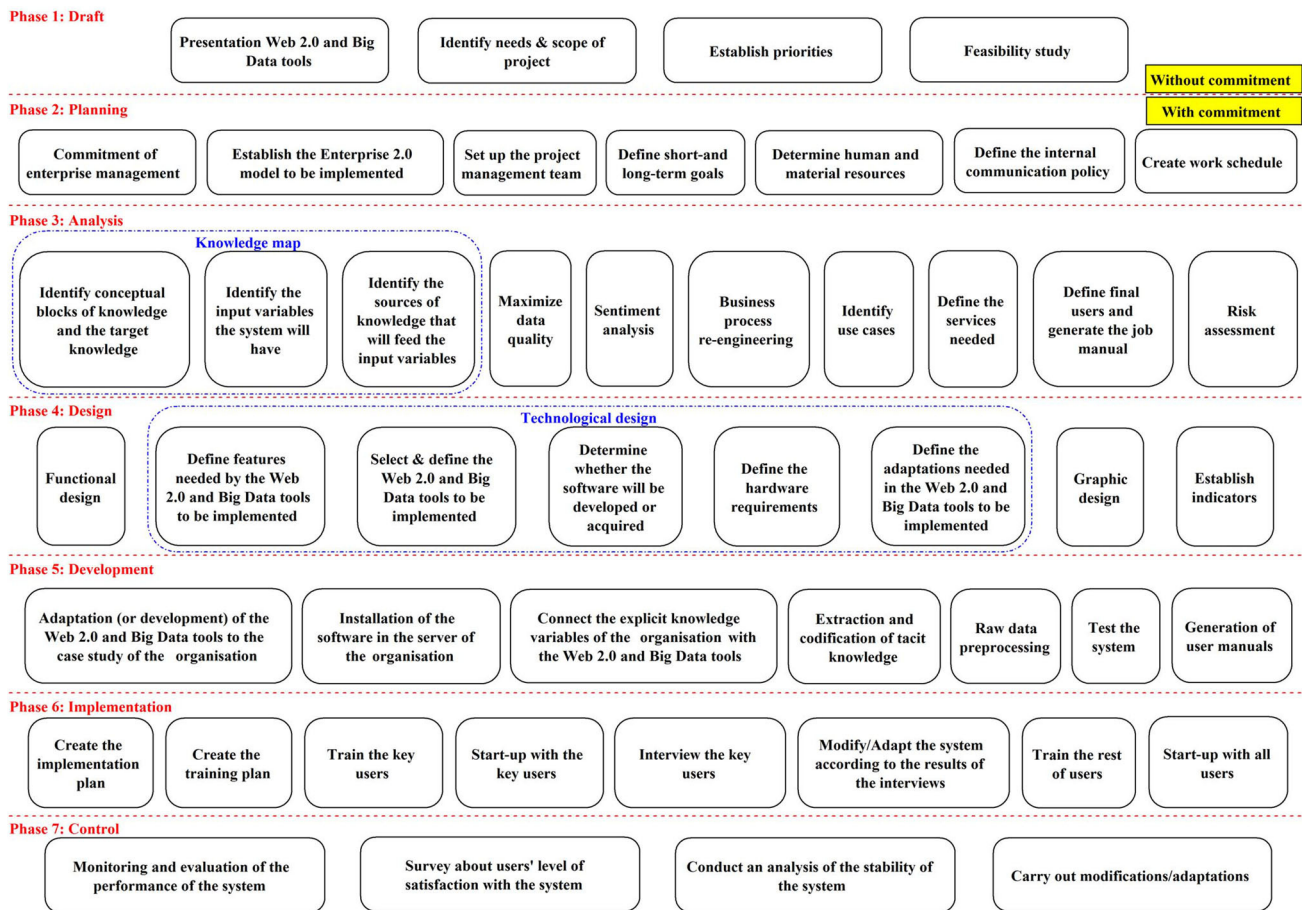 Phase 1: Draft
Presentation Web 2.0 and Big
Data tools
Identify needs & scope of
project
Establish priorities
Feasibility study
Without commitment
Phase 2: Planning
With commitment
Commitment of
enterprise management
Establish the Enterprise 2.0
model to be implemented
Set up the project
management team
Define short-and
long-term goals
Determine human and
material resources
Define the internal
communication policy
Create work schedule
Phase 3: Analysis
Knowledge map
Identify conceptual
blocks of knowledge
and the target
knowledge
Identify the
input variables
the system will
have
Identify the
sources of
knowledge that
will feed the
input variables
Maximize
data
quality
Sentiment
analysis
Business
process
re-engineering
Identify
use cases
Define the
services
needed
Define final
users and
generate the job
manual
Risk
assessment
Phase 4: Design
Technological design
Functional
design
Define features
needed by the Web
2.0 and Big Data tools
to be implemented
Select & define the
Web 2.0 and Big
Data tools to be
implemented
Determine
whether the
software will be
developed or
acquired
Define the
hardware
requirements
Define the
adaptations needed
in the Web 2.0 and
Big Data tools to be
implemented
Graphic
design
Establish
indicators
Phase 5: Development
Adaptation (or development) of the
Web 2.0 and Big Data tools to the
case study of the organisation
Installation of the
software in the server of
the organisation
Connect the explicit knowledge
variables of the organisation with
the Web 2.0 and Big Data tools
Extraction and
codification of tacit
knowledge
Raw data
preprocessing
Test the
system
Generation of
user manuals
Phase 6: Implementation
Create the
implementation
plan
Create the
training plan
Train the key
users
Start-up with the
key users
Interview the key
users
Modify/Adapt the system
according to the results of
the interviews
Train the rest
of users
Start-up with all
users
Phase 7: Control
Monitoring and evaluation of the
performance of the system
Survey about users' level of
satisfaction with the system
Conduct an analysis of the stability of
the system
Carry out modifications/adaptations